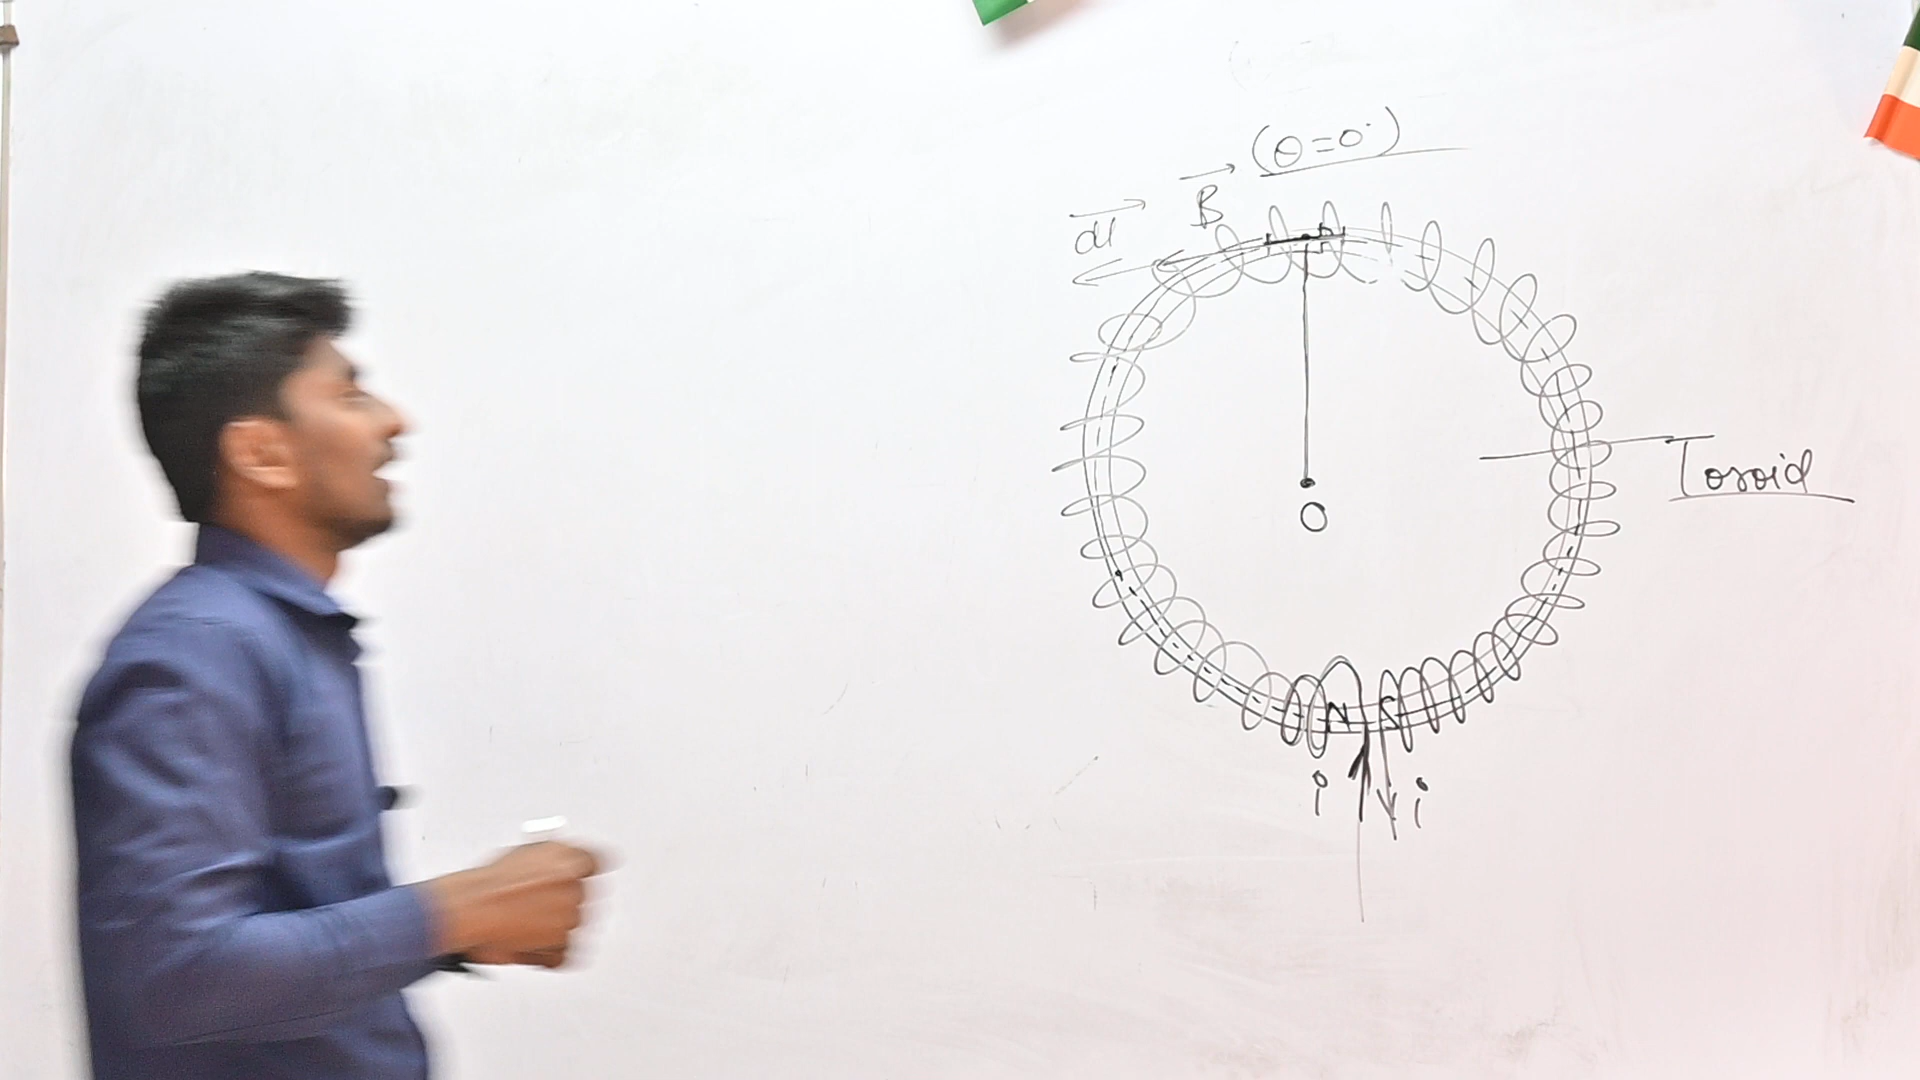 (θ=0°)
B
dl
Toroid
O
N S
i i